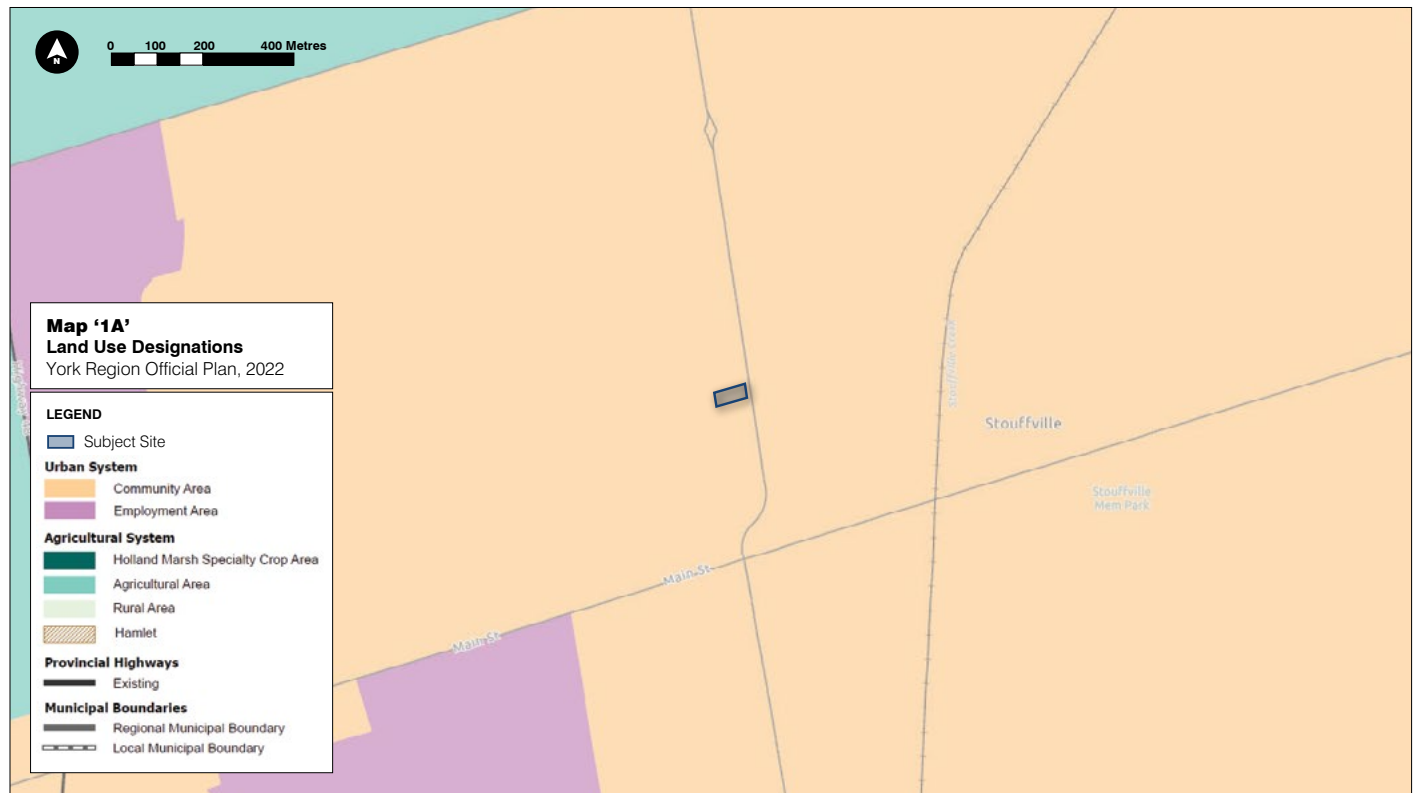 N
0 100 200 400 Metres
Map ‘1A’
Land Use Designations
York Region Official Plan, 2022
LEGEND
Subject Site
Urban System
Community Area
Employment Area
Agricultural System
Holland Marsh Specialty Crop Area
Agricultural Area
Rural Area
Hamlet
Provincial Highways
Existing
Municipal Boundaries
Regional Municipal Boundary
Local Municipal Boundary
Stouffville Creek
Stouffville
Stouffville
Mem Park
Main St
Main St